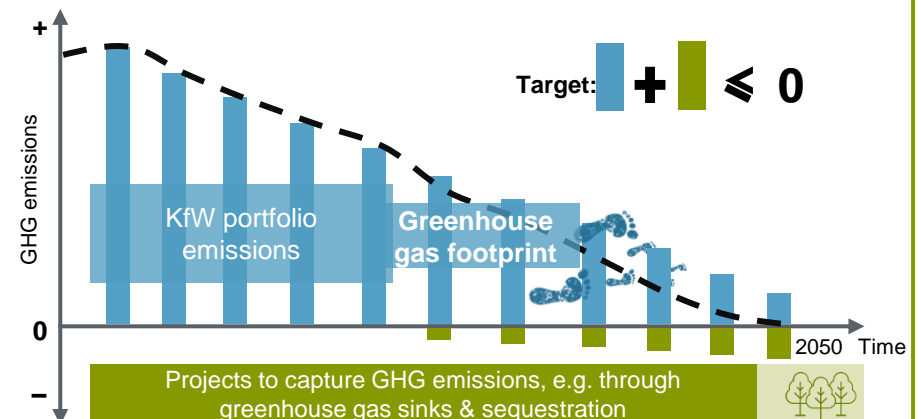 +
GHG emissions
0
−
Target: + ⩽ 0
KfW portfolio
emissions
Greenhouse
gas footprint
2050 Time
Projects to capture GHG emissions, e.g. through
greenhouse gas sinks & sequestration